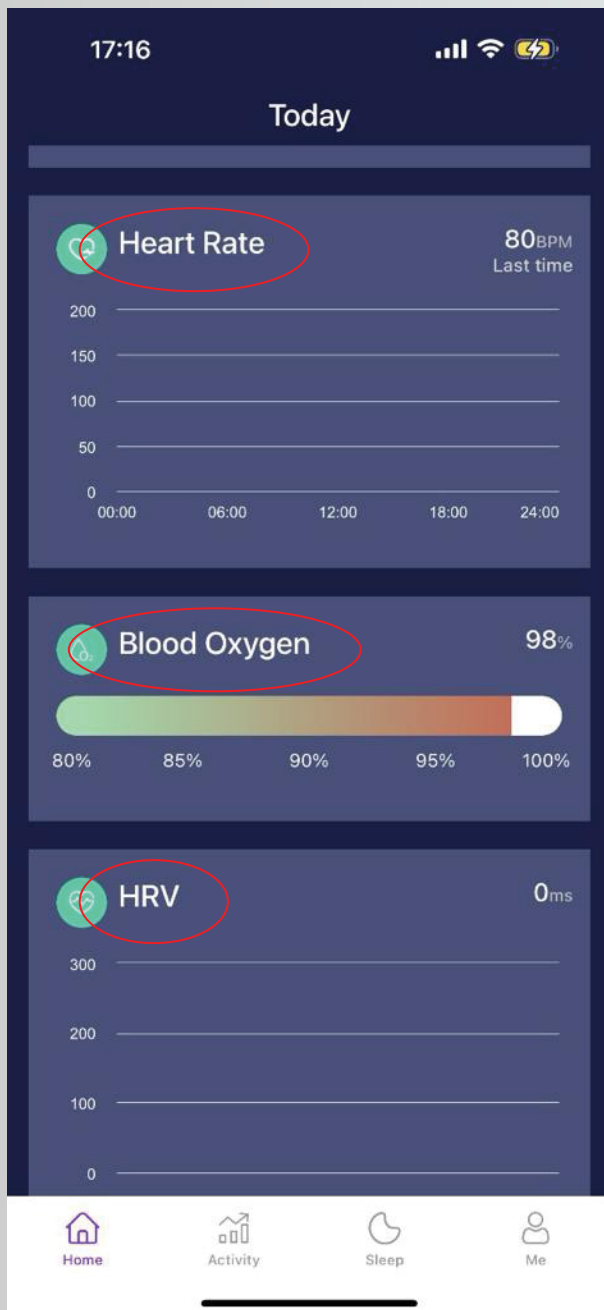 17:16
Today
Heart Rate
80BPM
Last time
200
150
100
50
0
00:00 06:00 12:00 18:00 24:00
Blood Oxygen
98%
O₂
80% 85% 90% 95% 100%
HRV
0ms
300
200
100
0
Home Activity Sleep Me